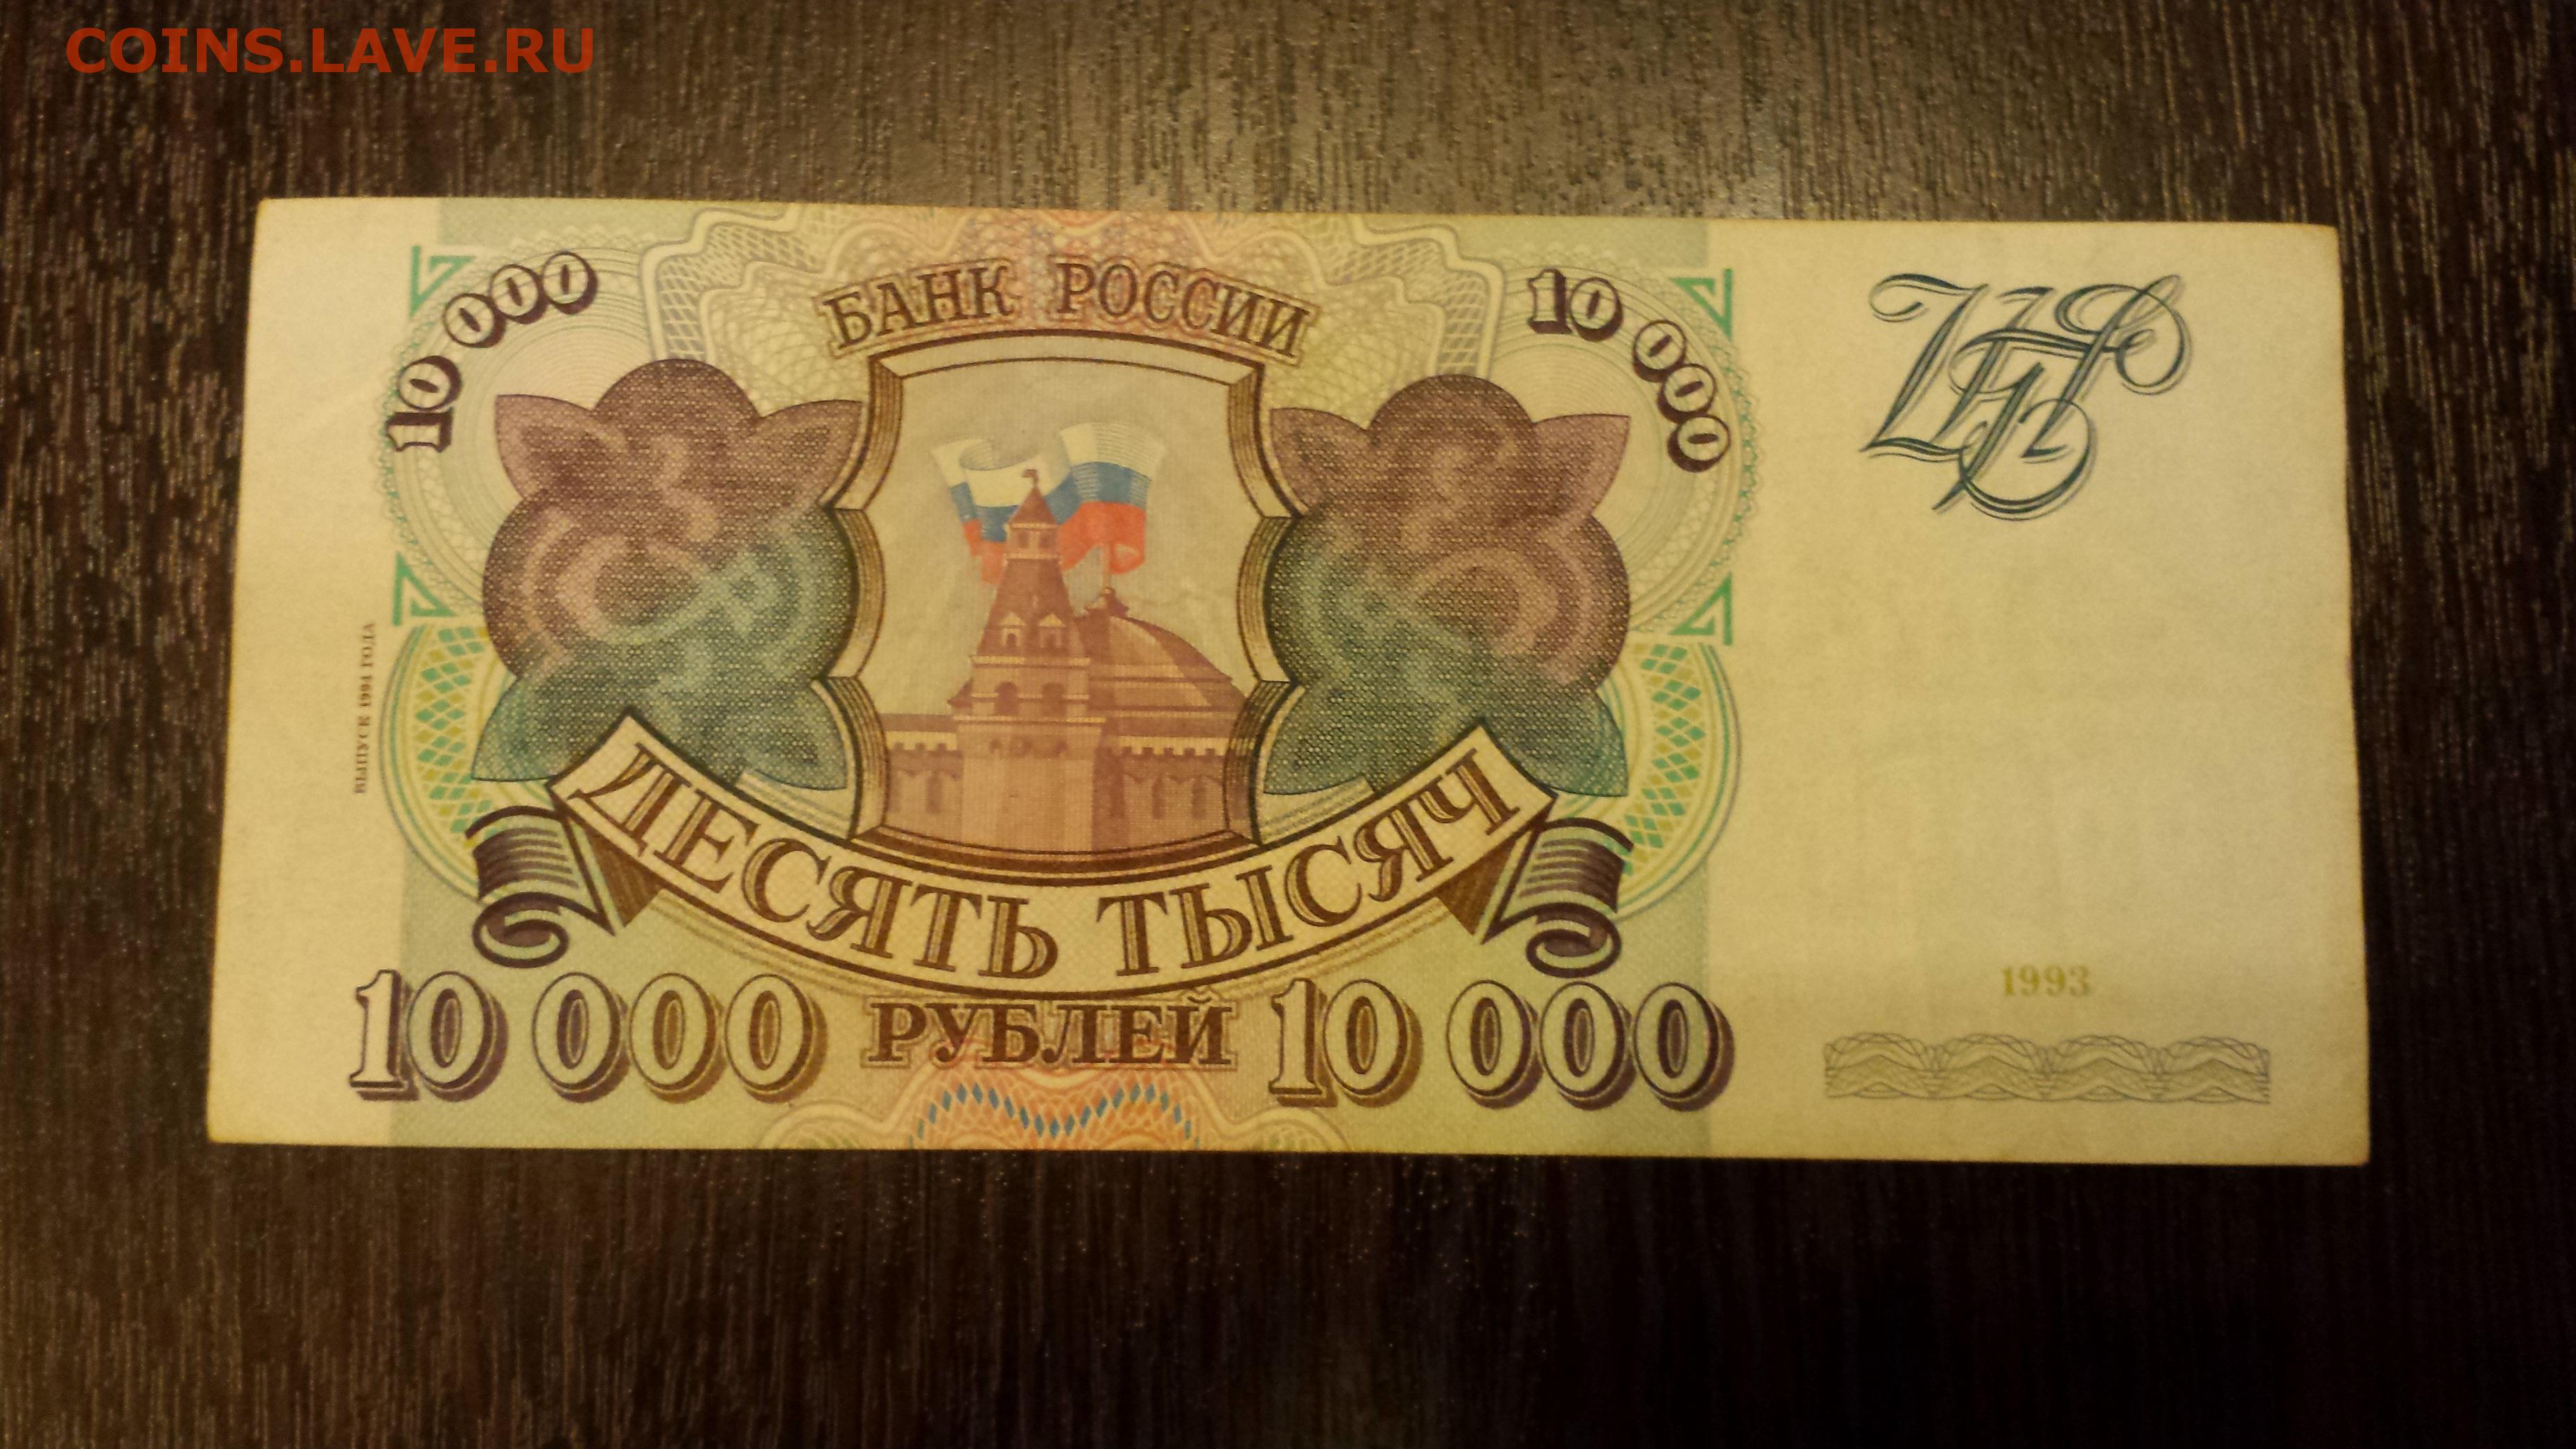 COINS.LAVE.RU
БАНК РОССИИ
10 000
10 000
ВЫПУСК 1994 ГОДА
ДЕСЯТЬ ТЫСЯЧ
10 000 РУБЛЕЙ 10 000
1993